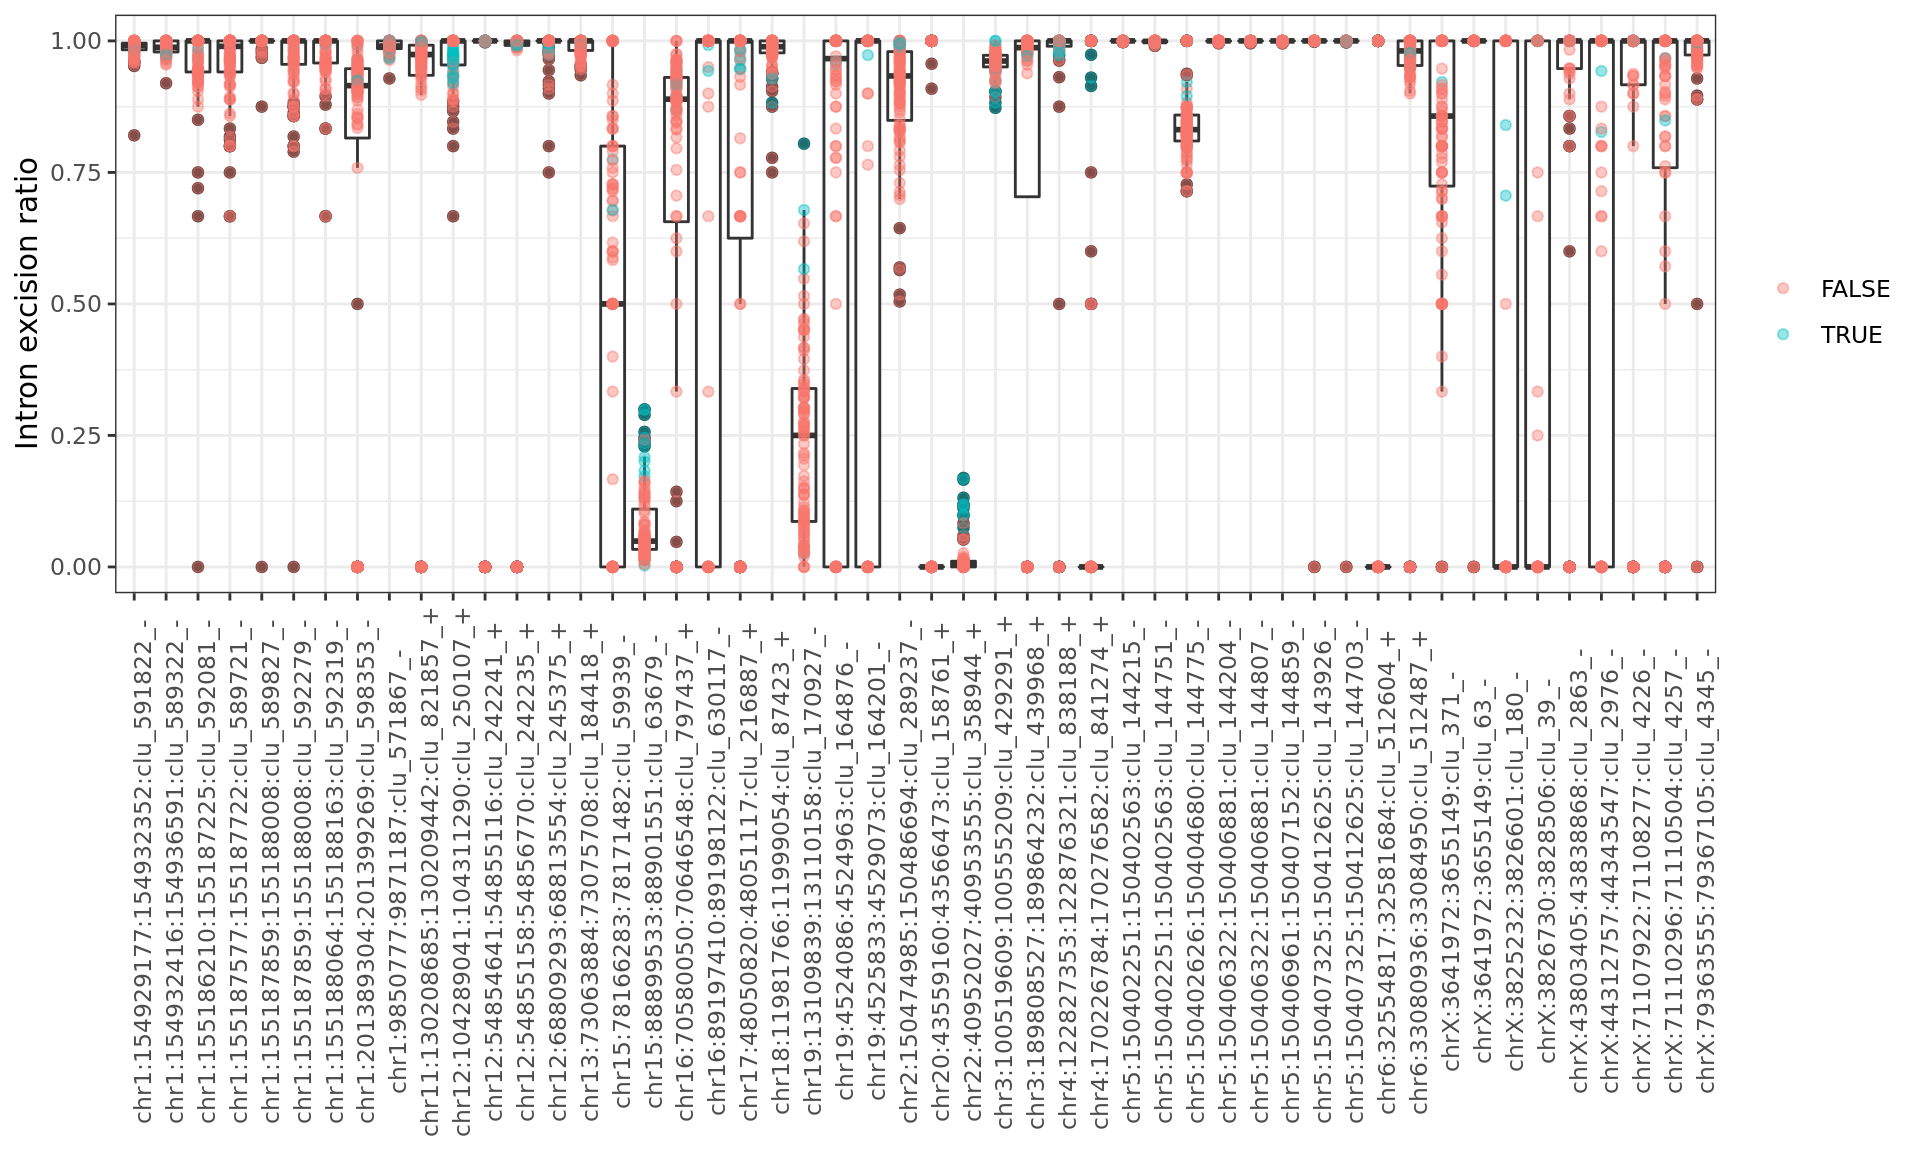 Intron excision ratio
1.00
0.75
0.50
0.25
0.00
FALSE
TRUE
chr1:154929177:154932352:clu_591822_-
chr1:154932416:154936591:clu_589322_-
chr1:155186210:155187225:clu_592081_-
chr1:155187577:155187722:clu_589721_-
chr1:155187859:155188008:clu_589827_-
chr1:155187859:155188008:clu_592279_-
chr1:155188064:155188163:clu_592319_-
chr1:201389304:201399269:clu_598353_-
chr1:98507777:98711187:clu_571867_-
chr11:130208685:130209442:clu_821857_+
chr12:104289041:104311290:clu_250107_+
chr12:54854641:54855116:clu_242241_+
chr12:54855158:54856770:clu_242235_+
chr12:68809293:68813554:clu_245375_+
chr13:73063884:73075708:clu_184418_+
chr15:78166283:78171482:clu_59939_-
chr15:88899533:88901551:clu_63679_-
chr16:70580050:70646548:clu_797437_+
chr16:89197410:89198122:clu_630117_-
chr17:48050820:48051117:clu_216887_+
chr18:11981766:11999054:clu_874423_+
chr19:13109839:13110158:clu_170927_-
chr19:45224086:45224963:clu_164876_-
chr19:45225833:45229073:clu_164201_-
chr2:150474985:150486694:clu_289237_-
chr20:43559160:43566473:clu_158761_+
chr22:40952027:40953555:clu_358944_+
chr3:100519609:100555209:clu_429291_+
chr3:189808527:189864232:clu_439968_+
chr4:122827353:122876321:clu_838188_+
chr4:170226784:170276582:clu_841274_+
chr5:150402251:150402563:clu_144215_-
chr5:150402251:150402563:clu_144751_-
chr5:150402626:150404680:clu_144775_-
chr5:150406322:150406881:clu_144204_-
chr5:150406322:150406881:clu_144807_-
chr5:150406961:150407152:clu_144859_-
chr5:150407325:150412625:clu_143926_-
chr5:150407325:150412625:clu_144703_-
chr6:32554817:32581684:clu_512604_+
chr6:33080936:33084950:clu_512487_+
chrX:3641972:3655149:clu_371_-
chrX:3641972:3655149:clu_63_-
chrX:3825232:3826601:clu_180_-
chrX:3826730:3828506:clu_39_-
chrX:43803405:43838868:clu_2863_-
chrX:44312757:44343547:clu_2976_-
chrX:71107922:71108277:clu_4226_-
chrX:71110296:71110504:clu_4257_-
chrX:79363555:79367105:clu_4345_-